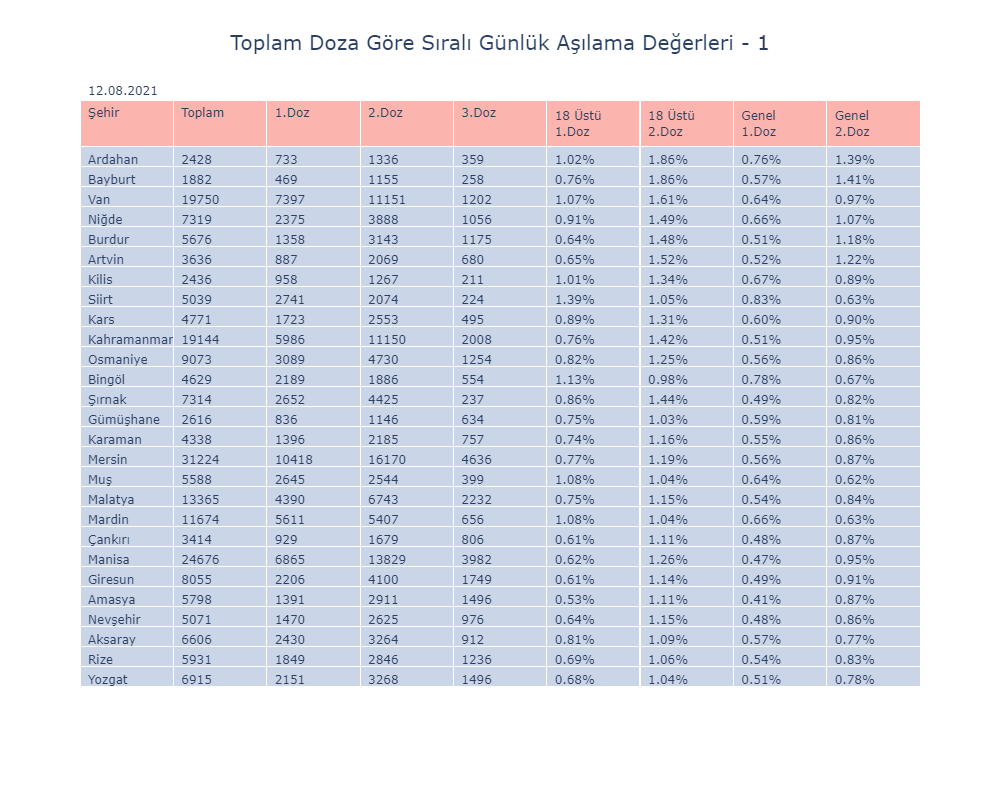 Toplam Doza Göre Sıralı Günlük Aşılama Değerleri - 1
12.08.2021
Şehir Toplam 1.Doz 2.Doz 3.Doz 18 Üstü 1.Doz 18 Üstü 2.Doz Genel 1.Doz Genel 2.Doz
Ardahan 2428 733 1336 359 1.02% 1.86% 0.76% 1.39%
Bayburt 1882 469 1155 258 0.76% 1.86% 0.57% 1.41%
Van 19750 7397 11151 1202 1.07% 1.61% 0.64% 0.97%
Niğde 7319 2375 3888 1056 0.91% 1.49% 0.66% 1.07%
Burdur 5676 1358 3143 1175 0.64% 1.48% 0.51% 1.18%
Artvin 3636 887 2069 680 0.65% 1.52% 0.52% 1.22%
Kilis 2436 958 1267 211 1.01% 1.34% 0.67% 0.89%
Siirt 5039 2741 2074 224 1.39% 1.05% 0.83% 0.63%
Kars 4771 1723 2553 495 0.89% 1.31% 0.60% 0.90%
Kahramanmar 19144 5986 11150 2008 0.76% 1.42% 0.51% 0.95%
Osmaniye 9073 3089 4730 1254 0.82% 1.25% 0.56% 0.86%
Bingöl 4629 2189 1886 554 1.13% 0.98% 0.78% 0.67%
Şırnak 7314 2652 4425 237 0.86% 1.44% 0.49% 0.82%
Gümüşhane 2616 836 1146 634 0.75% 1.03% 0.59% 0.81%
Karaman 4338 1396 2185 757 0.74% 1.16% 0.55% 0.86%
Mersin 31224 10418 16170 4636 0.77% 1.19% 0.56% 0.87%
Muş 5588 2645 2544 399 1.08% 1.04% 0.64% 0.62%
Malatya 13365 4390 6743 2232 0.75% 1.15% 0.54% 0.84%
Mardin 11674 5611 5407 656 1.08% 1.04% 0.66% 0.63%
Çankırı 3414 929 1679 806 0.61% 1.11% 0.48% 0.87%
Manisa 24676 6865 13829 3982 0.62% 1.26% 0.47% 0.95%
Giresun 8055 2206 4100 1749 0.61% 1.14% 0.49% 0.91%
Amasya 5798 1391 2911 1496 0.53% 1.11% 0.41% 0.87%
Nevşehir 5071 1470 2625 976 0.64% 1.15% 0.48% 0.86%
Aksaray 6606 2430 3264 912 0.81% 1.09% 0.57% 0.77%
Rize 5931 1849 2846 1236 0.69% 1.06% 0.54% 0.83%
Yozgat 6915 2151 3268 1496 0.68% 1.04% 0.51% 0.78%